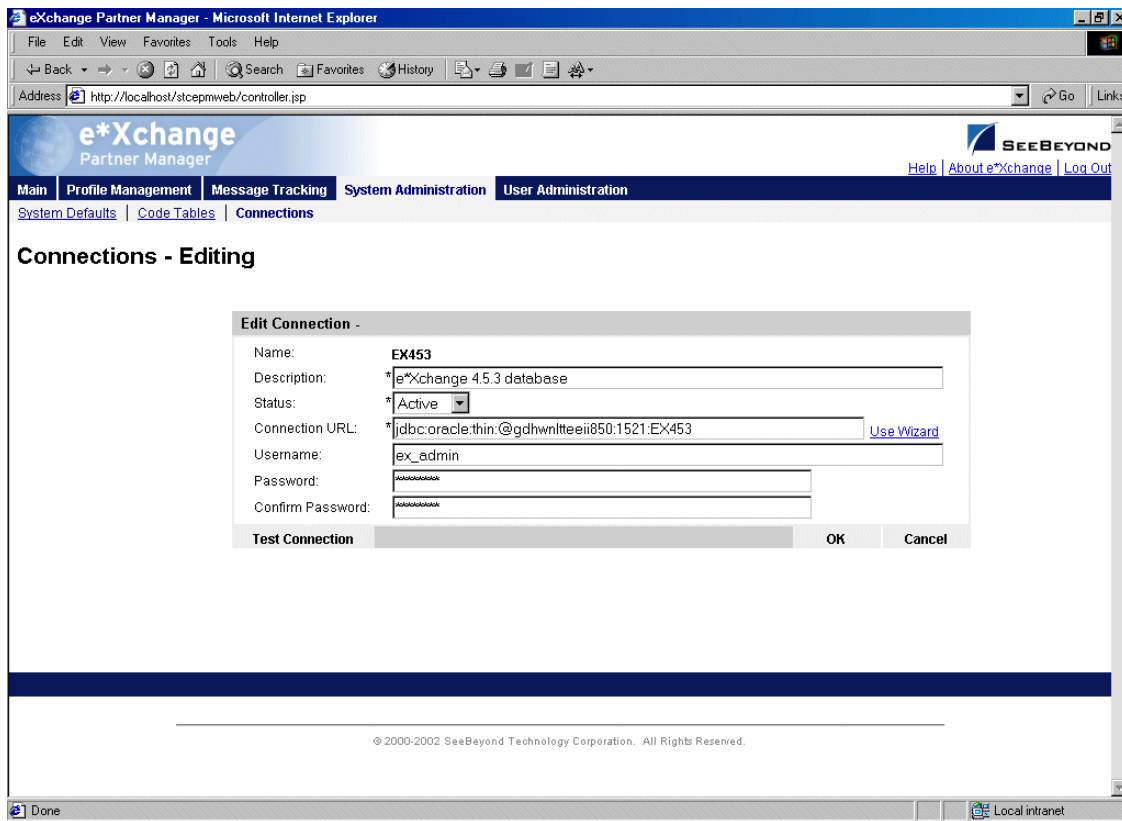 eXchange Partner Manager - Microsoft Internet Explorer
File Edit View Favorites Tools Help
Back Search Favorites History
Address http://localhost/stcepmweb/controller.jsp Go Links
e*Xchange
Partner Manager
SEEBEYOND
Help | About e*Xchange | Log Out
Main Profile Management Message Tracking System Administration User Administration
System Defaults | Code Tables | Connections
Connections - Editing
Edit Connection -
Name: EX453
Description: *e*Xchange 4.5.3 database
Status: *Active
Connection URL: *jdbc:oracle:thin:@gdhwnltteeii850:1521:EX453 Use Wizard
Username: ex_admin
Password: ********
Confirm Password: ********
Test Connection OK Cancel
© 2000-2002 SeeBeyond Technology Corporation. All Rights Reserved.
Done Local intranet